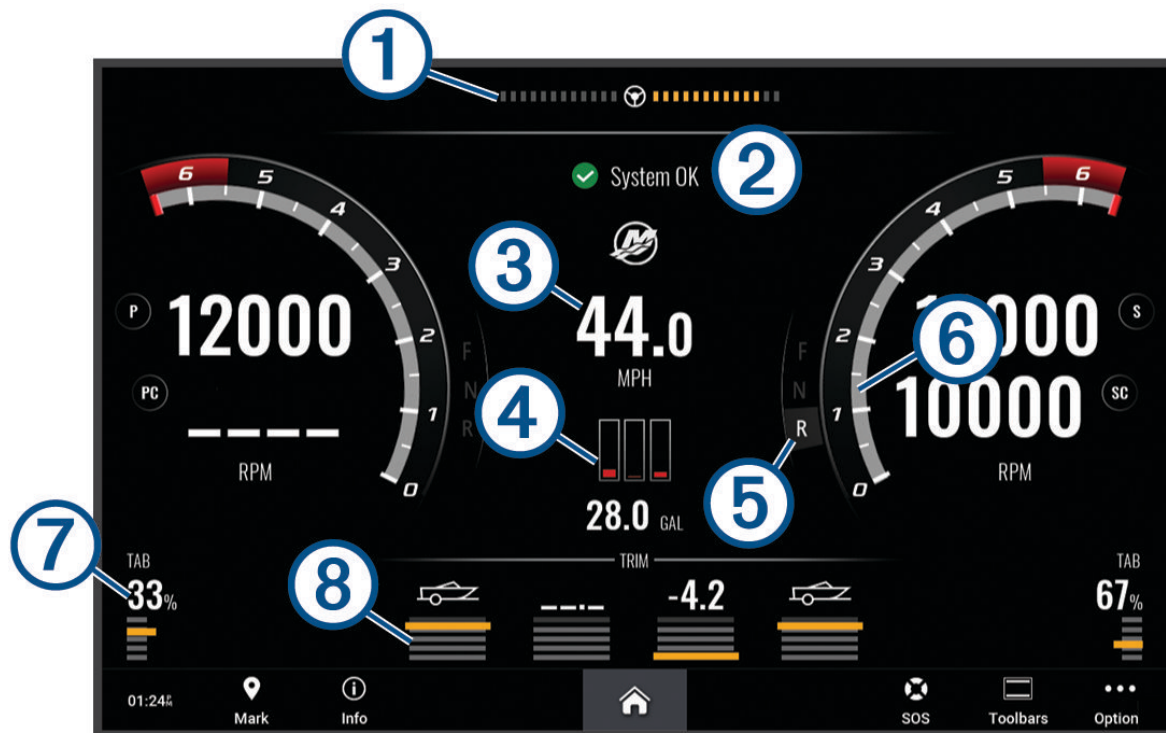 1
2
System OK
3
44.0
MPH
P
12000
PC
----
RPM
6
5
4
3
2
1
0
F
N
R
4
28.0 GAL
F
N
R
5
6
5
4
3
2
1
0
6
S
10000
SC
RPM
7
TAB
33%
8
TRIM
--.-
-4.2
TAB
67%
01:24 PM
Mark
Info
SOS
Toolbars
Option